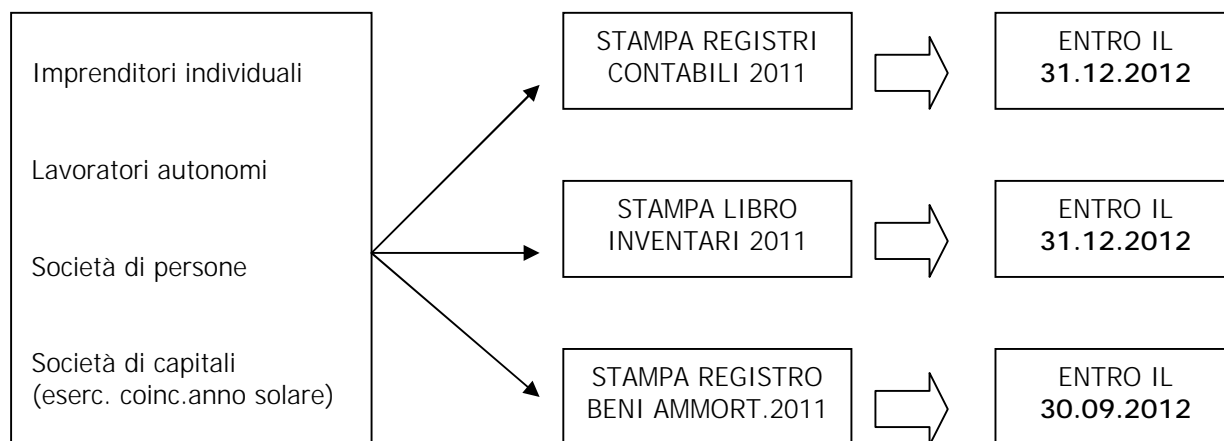 Imprenditori individuali
Lavoratori autonomi
Società di persone
Società di capitali
(eserc. coinc.anno solare)
STAMPA REGISTRI
CONTABILI 2011
ENTRO IL
31.12.2012
STAMPA LIBRO
INVENTARI 2011
ENTRO IL
31.12.2012
STAMPA REGISTRO
BENI AMMORT.2011
ENTRO IL
30.09.2012